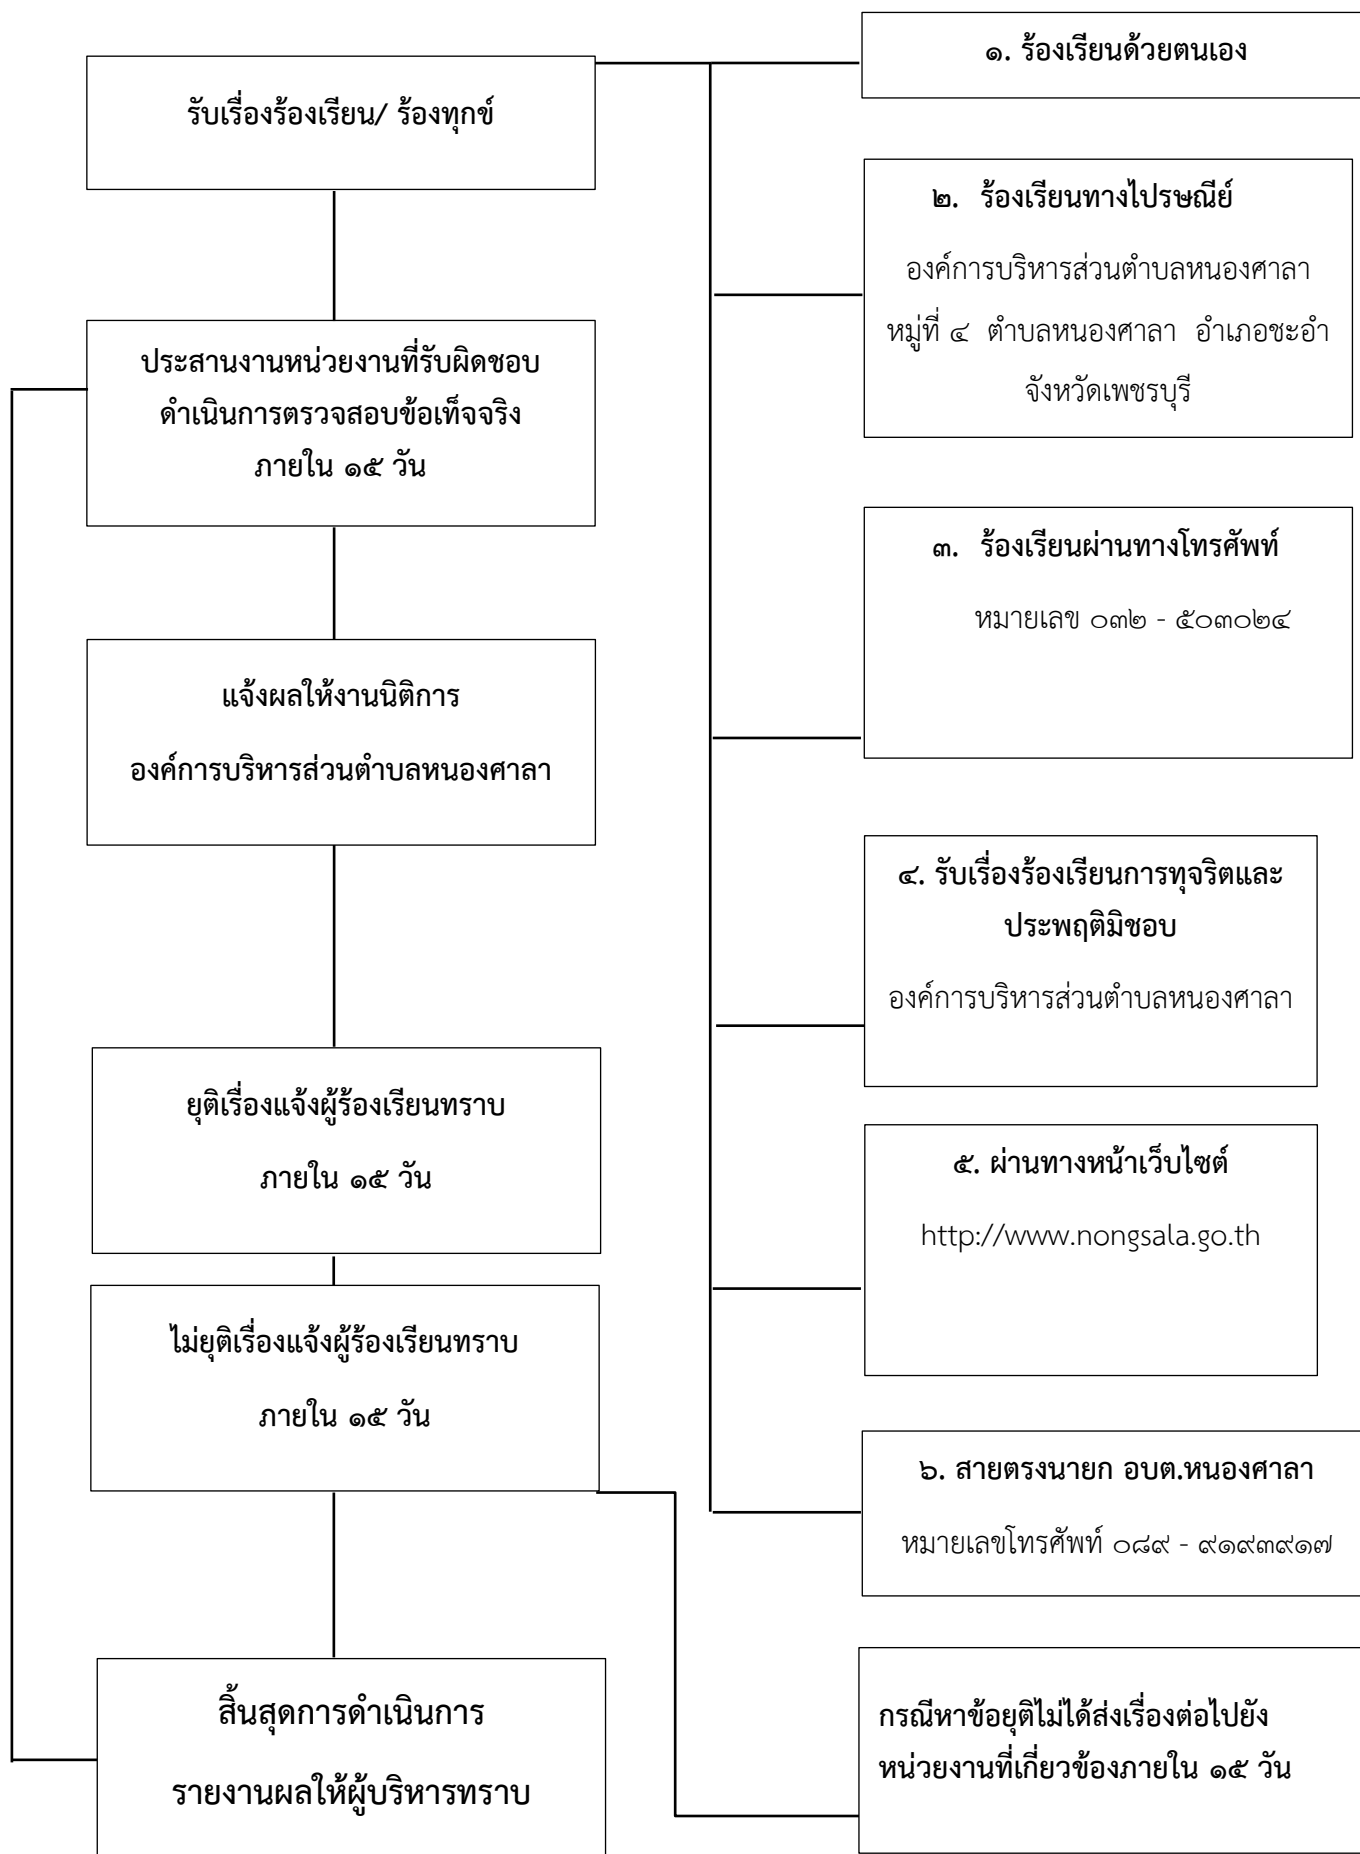 รับเรื่องร้องเรียน/ ร้องทุกข์
ประสานงานหน่วยงานที่รับผิดชอบ
ดำเนินการตรวจสอบข้อเท็จจริง
ภายใน ๑๕ วัน
แจ้งผลให้งานนิติการ
องค์การบริหารส่วนตำบลหนองศาลา
ยุติเรื่องแจ้งผู้ร้องเรียนทราบ
ภายใน ๑๕ วัน
ไม่ยุติเรื่องแจ้งผู้ร้องเรียนทราบ
ภายใน ๑๕ วัน
สิ้นสุดการดำเนินการ
รายงานผลให้ผู้บริหารทราบ
๑. ร้องเรียนด้วยตนเอง
๒. ร้องเรียนทางไปรษณีย์
องค์การบริหารส่วนตำบลหนองศาลา
หมู่ที่ ๔ ตำบลหนองศาลา อำเภอชะอำ
จังหวัดเพชรบุรี
๓. ร้องเรียนผ่านทางโทรศัพท์
หมายเลข ๐๓๒ - ๕๐๓๐๒๔
๔. รับเรื่องร้องเรียนการทุจริตและ
ประพฤติมิชอบ
องค์การบริหารส่วนตำบลหนองศาลา
๕. ผ่านทางหน้าเว็บไซต์
http://www.nongsala.go.th
๖. สายตรงนายก อบต.หนองศาลา
หมายเลขโทรศัพท์ ๐๘๙ - ๙๑๙๓๙๑๗
กรณีหาข้อยุติไม่ได้ส่งเรื่องต่อไปยัง
หน่วยงานที่เกี่ยวข้องภายใน ๑๕ วัน